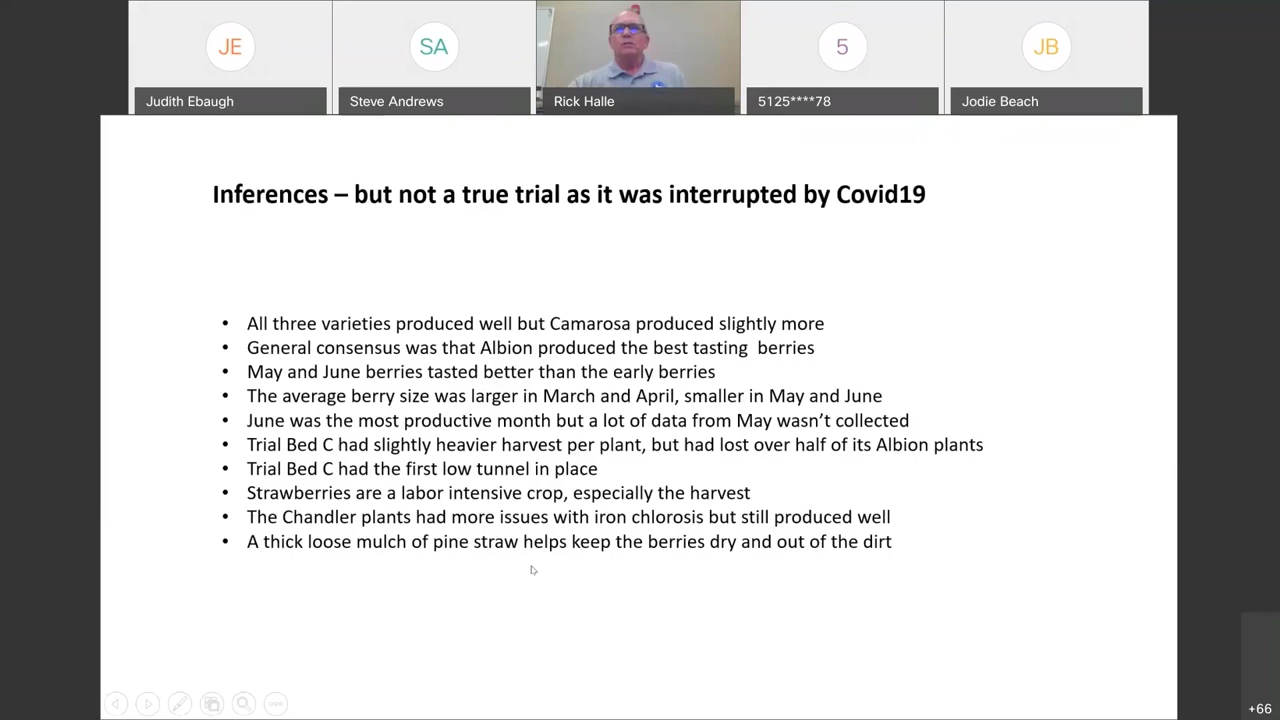 JE
SA
5
JB
Judith Ebaugh
Steve Andrews
Rick Halle
5125****78
Jodie Beach
Inferences – but not a true trial as it was interrupted by Covid19
• All three varieties produced well but Camarosa produced slightly more
• General consensus was that Albion produced the best tasting berries
• May and June berries tasted better than the early berries
• The average berry size was larger in March and April, smaller in May and June
• June was the most productive month but a lot of data from May wasn't collected
• Trial Bed C had slightly heavier harvest per plant, but had lost over half of its Albion plants
• Trial Bed C had the first low tunnel in place
• Strawberries are a labor intensive crop, especially the harvest
• The Chandler plants had more issues with iron chlorosis but still produced well
• A thick loose mulch of pine straw helps keep the berries dry and out of the dirt
+66